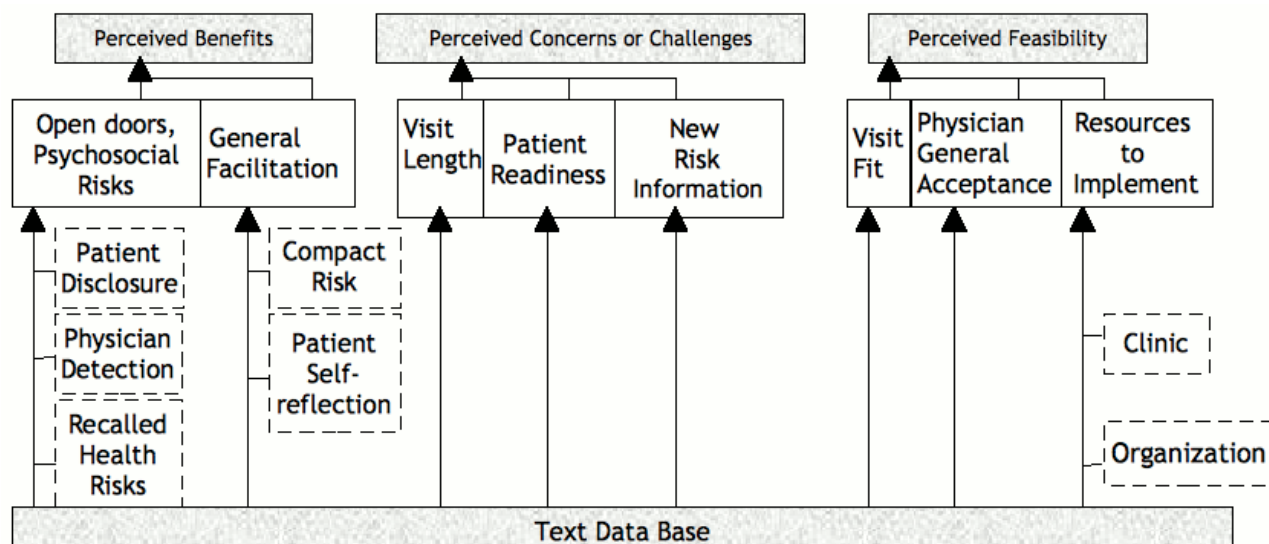 Perceived Benefits
Perceived Concerns or Challenges
Perceived Feasibility
Open doors,
Psychosocial
Risks
General
Facilitation
Visit
Length
Patient
Readiness
New
Risk
Information
Visit
Fit
Physician
General
Acceptance
Resources
to
Implement
Patient
Disclosure
Physician
Detection
Recalled
Health
Risks
Compact
Risk
Patient
Self-
reflection
Clinic
Organization
Text Data Base